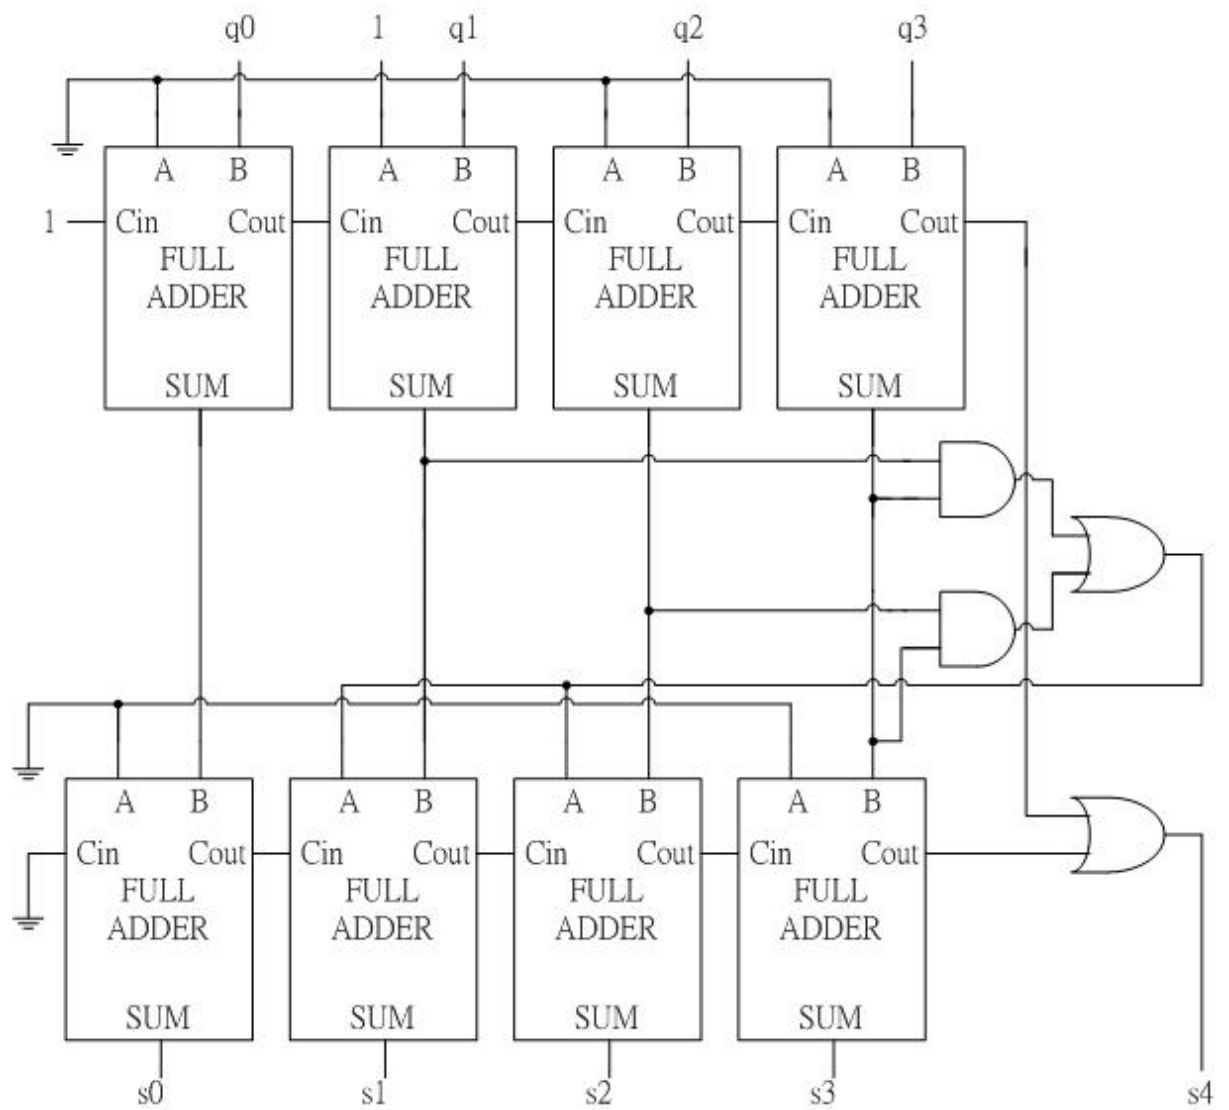 q0 1 q1 q2 q3
A B A B A B A B
1 Cin Cout Cin Cout Cin Cout Cin Cout
FULL FULL FULL FULL
ADDER ADDER ADDER ADDER
SUM SUM SUM SUM
A B A B A B A B
Cin Cout Cin Cout Cin Cout Cin Cout
FULL FULL FULL FULL
ADDER ADDER ADDER ADDER
SUM SUM SUM SUM
s0 s1 s2 s3 s4